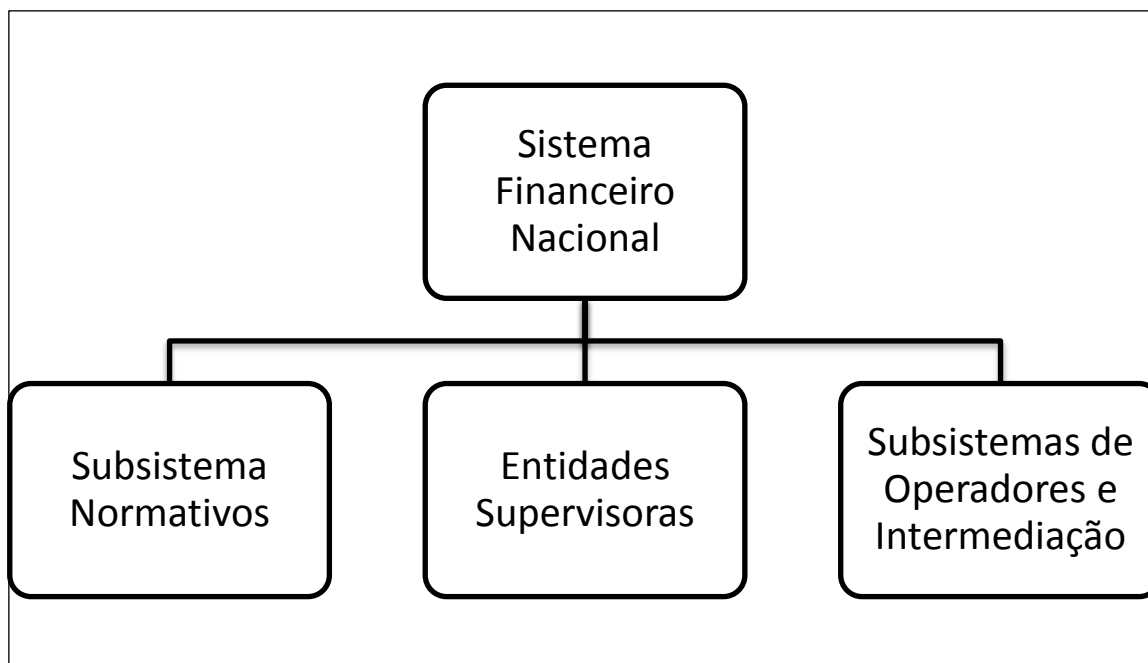 Sistema
Financeiro
Nacional
Subsistema
Normativos
Entidades
Supervisoras
Subsistemas de
Operadores e
Intermediação